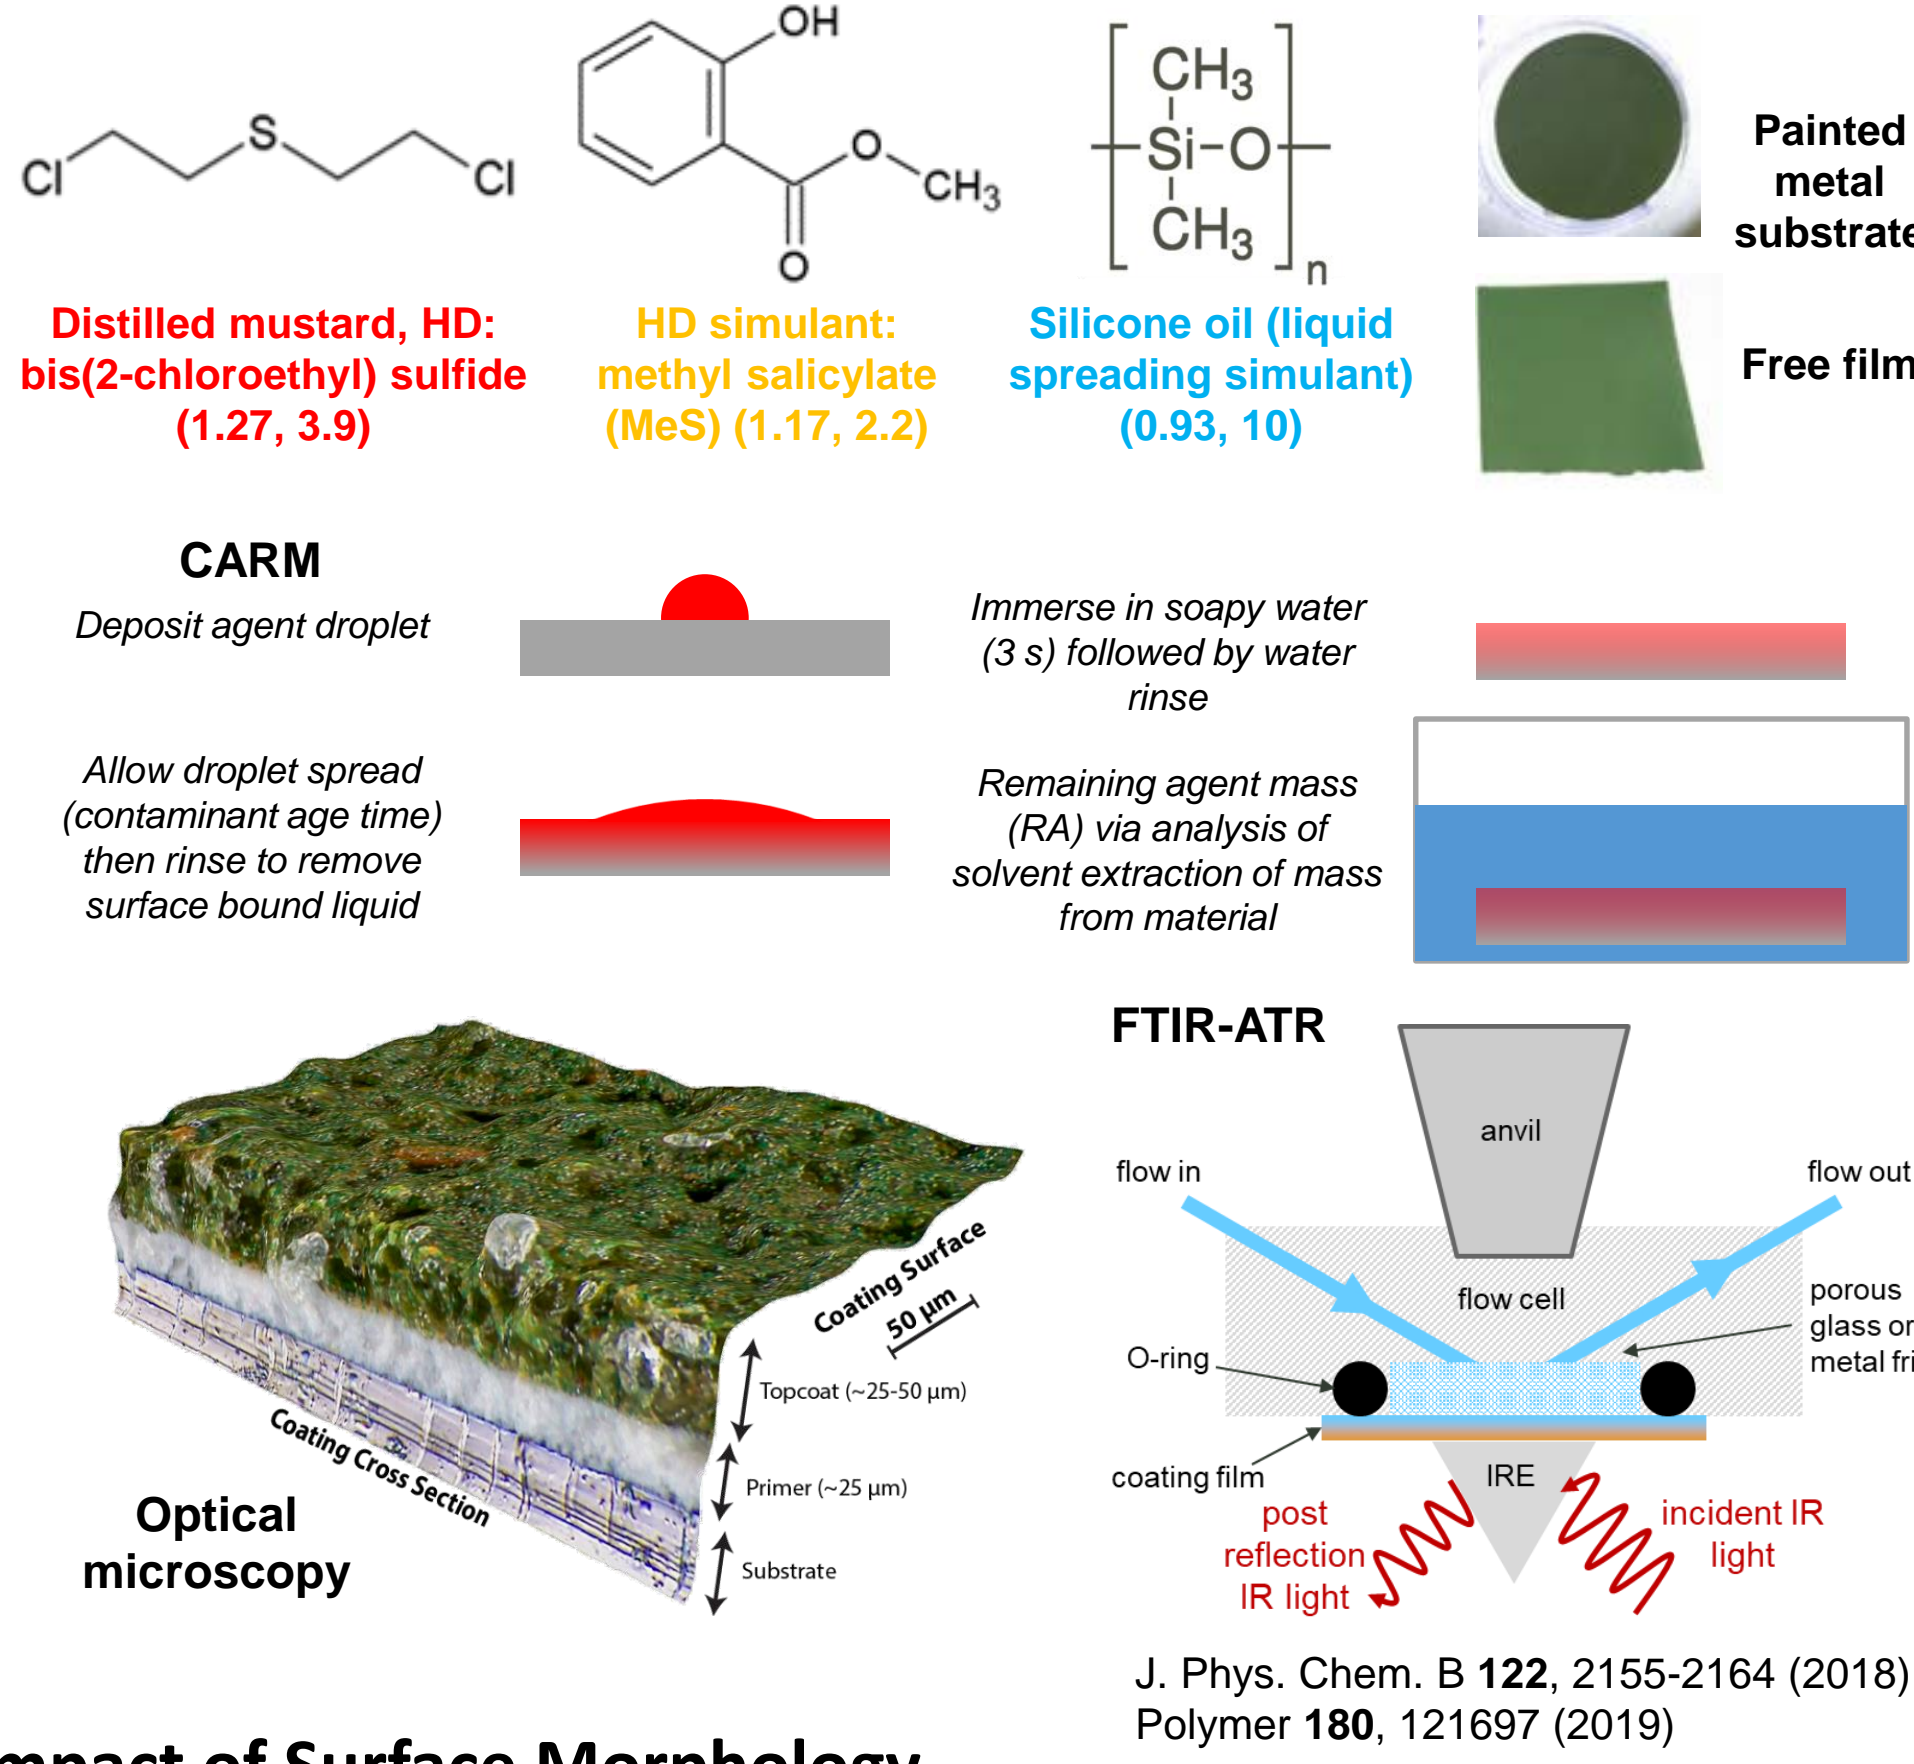 Cl
S
Cl
OH
O
CH3
O
CH3
Si-O
CH3
n
Painted
metal
substrate
Distilled mustard, HD:
bis(2-chloroethyl) sulfide
(1.27, 3.9)
HD simulant:
methyl salicylate
(MeS) (1.17, 2.2)
Silicone oil (liquid
spreading simulant)
(0.93, 10)
Free film
CARM
Deposit agent droplet
Allow droplet spread
(contaminant age time)
then rinse to remove
surface bound liquid
Immerse in soapy water
(3 s) followed by water
rinse
Remaining agent mass
(RA) via analysis of
solvent extraction of mass
from material
Coating Surface
50 µm
Topcoat (~25-50 µm)
Primer (~25 µm)
Substrate
Coating Cross Section
Optical
microscopy
FTIR-ATR
anvil
flow in
flow out
flow cell
porous
glass or
metal
O-ring
coating film
IRE
post
reflection
IR light
incident IR
light
J. Phys. Chem. B 122, 2155-2164 (2018)
Polymer 180, 121697 (2019)
of Surface Morphology